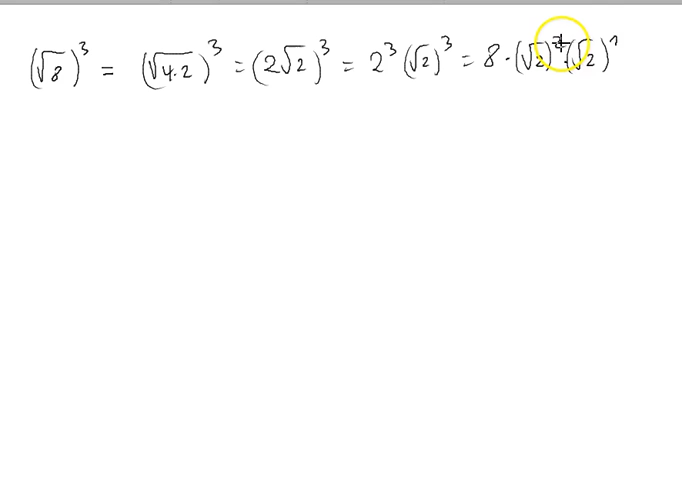 (√8)³ = (√4·2)³ = (2√2)³ = 2³(√2)³ = 8·(√2)²·(√2)¹